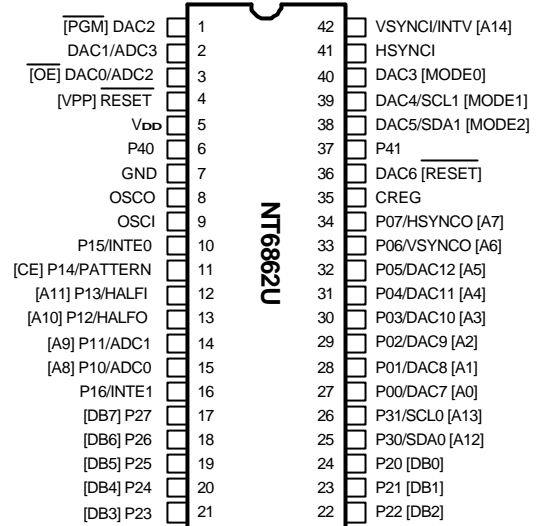 [PGM] DAC2 1 42 VSYNCI/INTV [A14]
DAC1/ADC3 2 41 HSYNCI
[OE] DAC0/ADC2 3 40 DAC3 [MODE0]
[VPP] RESET 4 39 DAC4/SCL1 [MODE1]
VDD 5 38 DAC5/SDA1 [MODE2]
P40 6 37 P41
GND 7 36 DAC6 [RESET]
OSCO 8 35 CREG
OSCI 9 34 P07/HSYNCO [A7]
P15/INTE0 10 33 P06/VSYNCO [A6]
[CE] P14/PATTERN 11 32 P05/DAC12 [A5]
[A11] P13/HALFI 12 31 P04/DAC11 [A4]
[A10] P12/HALFO 13 30 P03/DAC10 [A3]
[A9] P11/ADC1 14 29 P02/DAC9 [A2]
[A8] P10/ADC0 15 28 P01/DAC8 [A1]
P16/INTE1 16 27 P00/DAC7 [A0]
[DB7] P27 17 26 P31/SCL0 [A13]
[DB6] P26 18 25 P30/SDA0 [A12]
[DB5] P25 19 24 P20 [DB0]
[DB4] P24 20 23 P21 [DB1]
[DB3] P23 21 22 P22 [DB2]
NT6862U